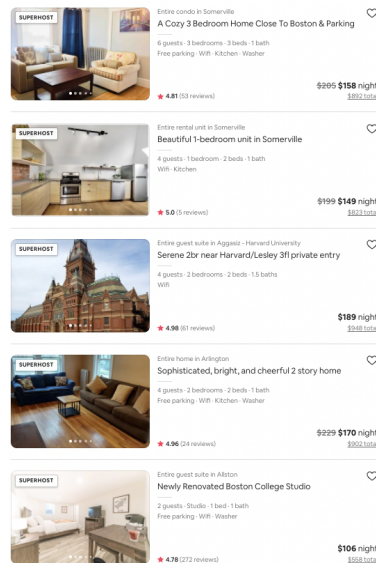 SUPERHOST
Entire condo in Somerville
A Cozy 3 Bedroom Home Close To Boston & Parking
6 guests · 3 bedrooms · 3 beds · 1 bath
Free parking · Wifi · Kitchen · Washer
$205 $158 night
4.81 (53 reviews)
$892 tota
SUPERHOST
Entire rental unit in Somerville
Beautiful 1-bedroom unit in Somerville
4 guests · 1 bedroom · 2 beds · 1 bath
Wifi · Kitchen
$199 $149 night
5.0 (5 reviews)
$823 tota
SUPERHOST
Entire guest suite in Aggasiz - Harvard University
Serene 2br near Harvard/Lesley 3fl private entry
4 guests · 2 bedrooms · 2 beds · 1.5 baths
Wifi
$189 night
4.98 (61 reviews)
$948 tota
SUPERHOST
Entire home in Arlington
Sophisticated, bright, and cheerful 2 story home
4 guests · 2 bedrooms · 2 beds · 1 bath
Free parking · Wifi · Kitchen · Washer
$229 $170 night
4.96 (24 reviews)
$902 tota
SUPERHOST
Entire guest suite in Allston
Newly Renovated Boston College Studio
2 guests · Studio · 1 bed · 1 bath
Free parking · Wifi · Washer
$106 night
4.78 (272 reviews)
$558 tota